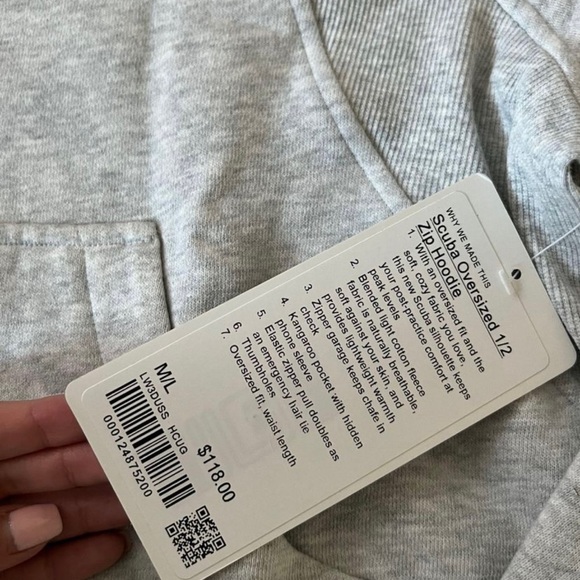 WHY WE MADE THIS
Scuba Oversized 1/2
Zip Hoodie
1. With an oversized fit and the
soft, cozy fabric you love,
this new Scuba silhouette keeps
your post-practice comfort at
peak levels
2. Blended light cotton fleece
fabric is naturally breathable,
soft against your skin, and
provides lightweight warmth
3. Zipper garage keeps chafe in
check
4. Kangaroo pocket with hidden
phone sleeve
5. Elastic zipper pull doubles as
an emergency hair tie
6. Thumbholes
7. Oversized fit, waist length
M/L
$118.00
LW3DUSS HCUG
000124875200